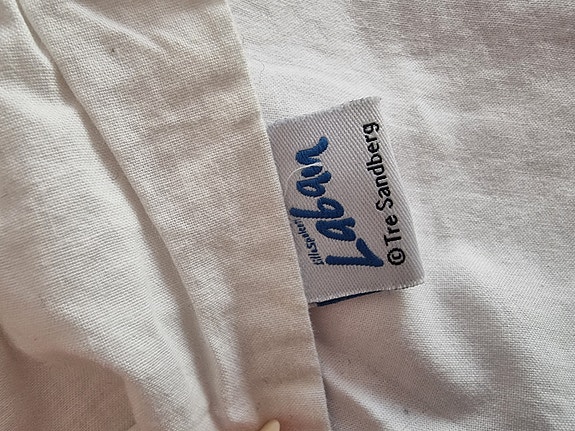 Lilla Spöket
Laban
© Tre Sandberg